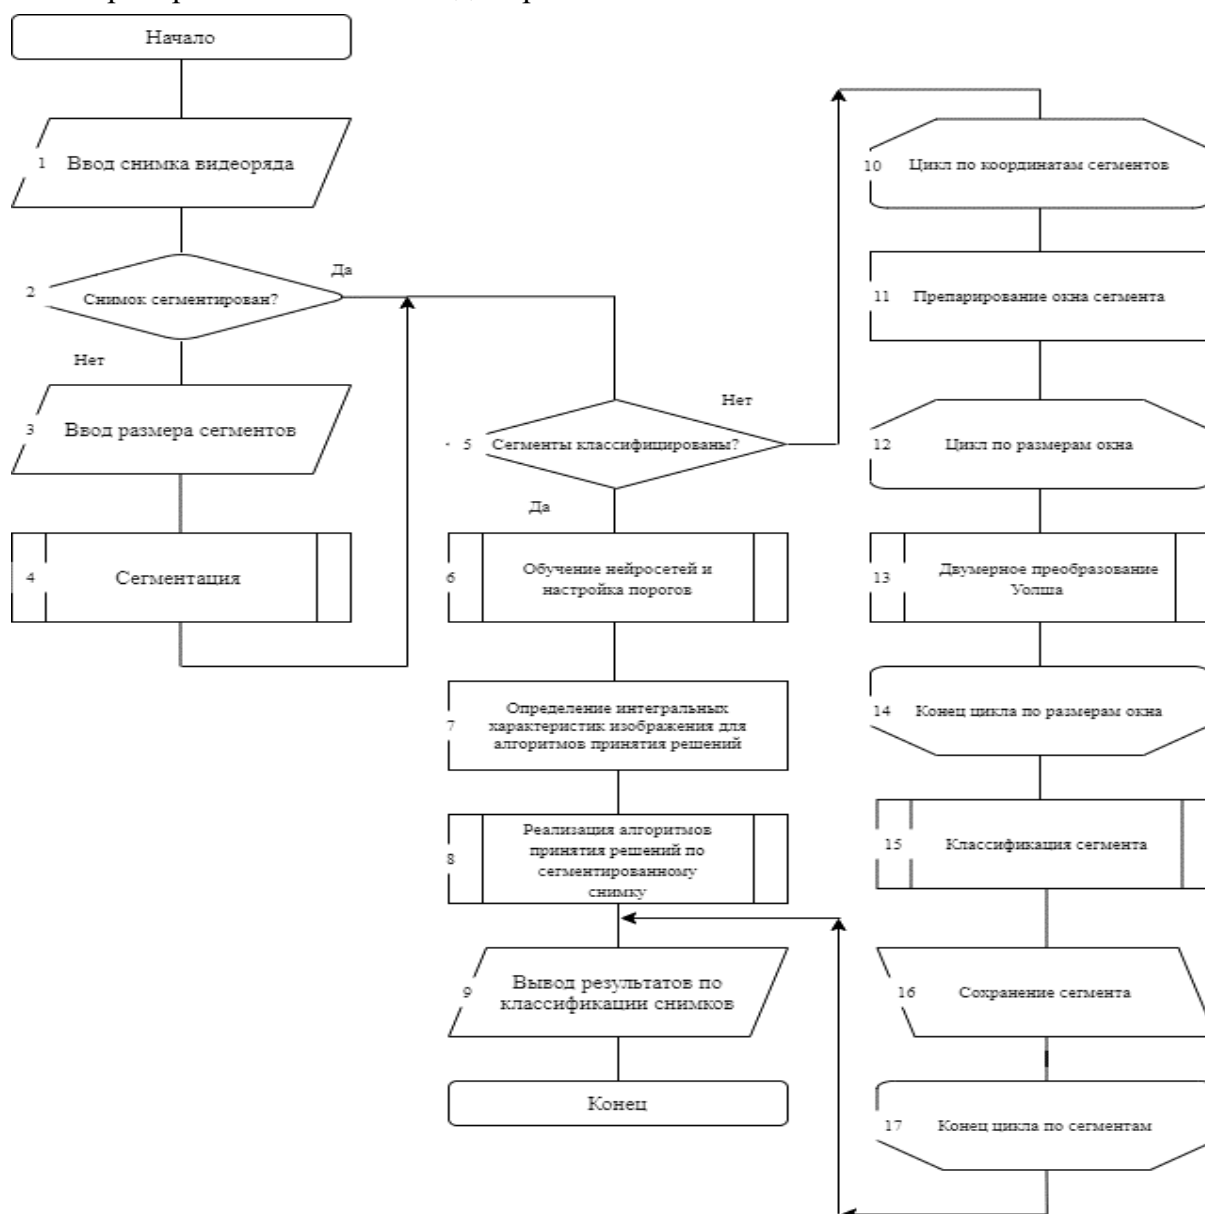 Начало
1
Ввод снимка видеоряда
2
Снимок сегментирован?
Да
Нет
3
Ввод размера сегментов
4
Сегментация
5
Сегменты классифицированы?
Нет
Да
6
Обучение нейросетей и
настройка порогов
7
Определение интегральных
характеристик изображения для
алгоритмов принятия решений
8
Реализация алгоритмов
принятия решений по
сегментированному
снимку
9
Вывод результатов по
классификации снимков
Конец
10
Цикл по координатам сегментов
11
Препарирование окна сегмента
12
Цикл по размерам окна
13
Двумерное преобразование
Уолша
14
Конец цикла по размерам окна
15
Классификация сегмента
16
Сохранение сегмента
17
Конец цикла по сегментам